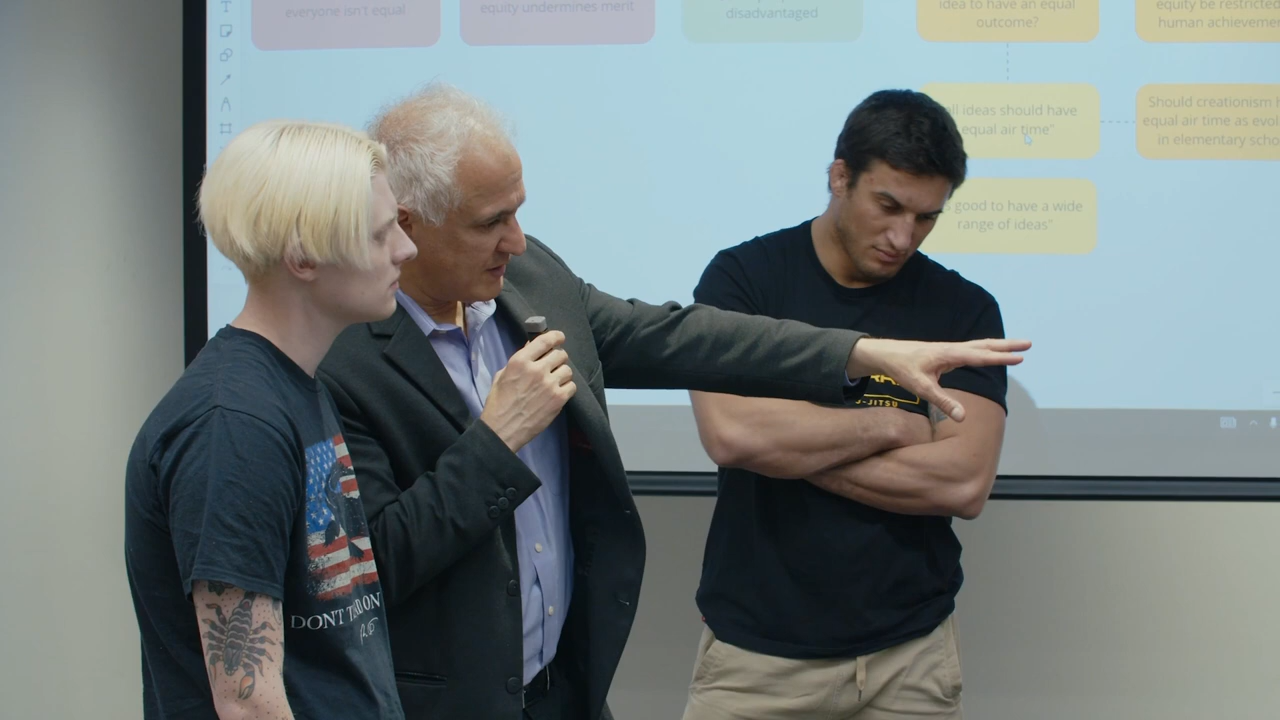 everyone isn't equal
equity undermines merit
disadvantaged
idea to have an equal
outcome?
equity be restricted
human achievemen
ll ideas should have
equal air time"
Should creationism h
equal air time as evol
in elementary scho
good to have a wide
range of ideas"
J-JITSU
DONT T
D ON